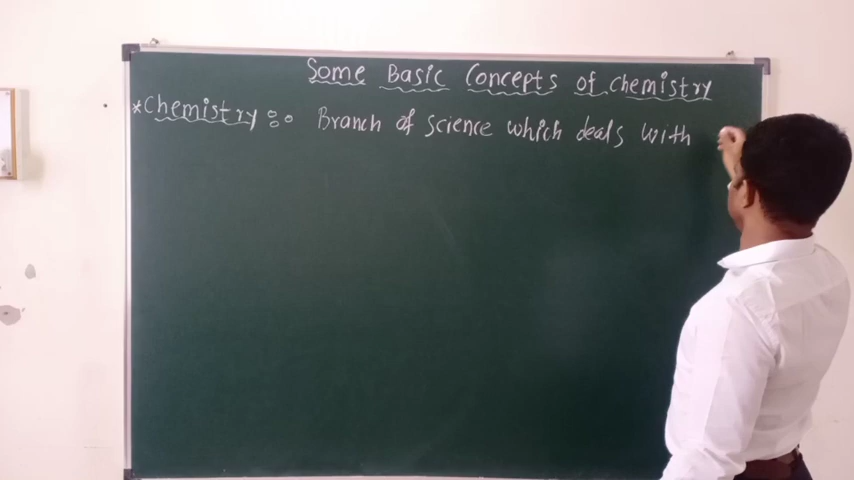 Some Basic Concepts of chemistry
*Chemistry :: Branch of science which deals with